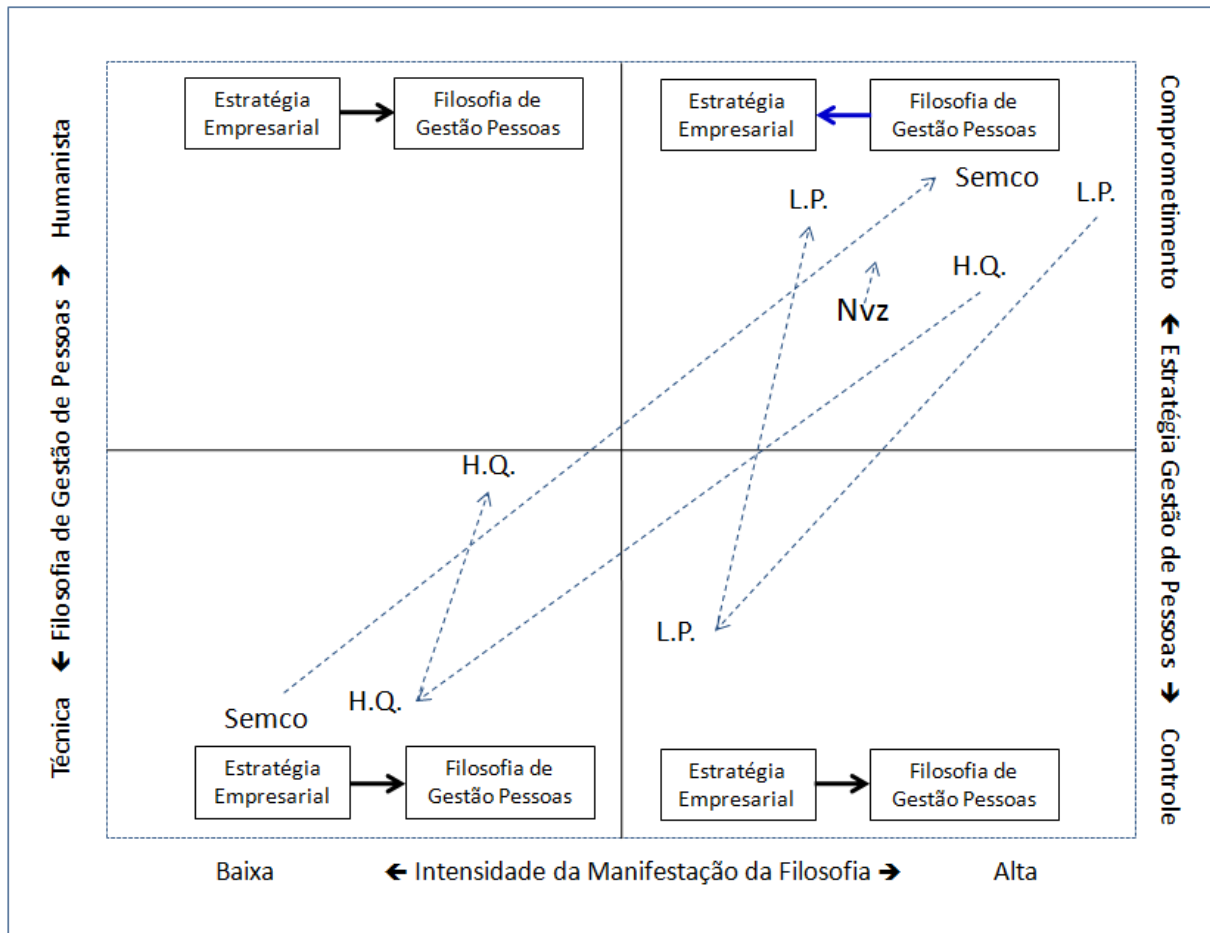 Estratégia
Empresarial
Filosofia de
Gestão Pessoas
Estratégia
Empresarial
Filosofia de
Gestão Pessoas
Semco
L.P.
L.P.
H.Q.
Nvz
H.Q.
L.P.
H.Q.
Semco
Estratégia
Empresarial
Filosofia de
Gestão Pessoas
Estratégia
Empresarial
Filosofia de
Gestão Pessoas
Técnica ← Filosofia de Gestão de Pessoas → Humanista
Comprometimento ← Estratégia Gestão de Pessoas → Controle
Baixa ← Intensidade da Manifestação da Filosofia → Alta